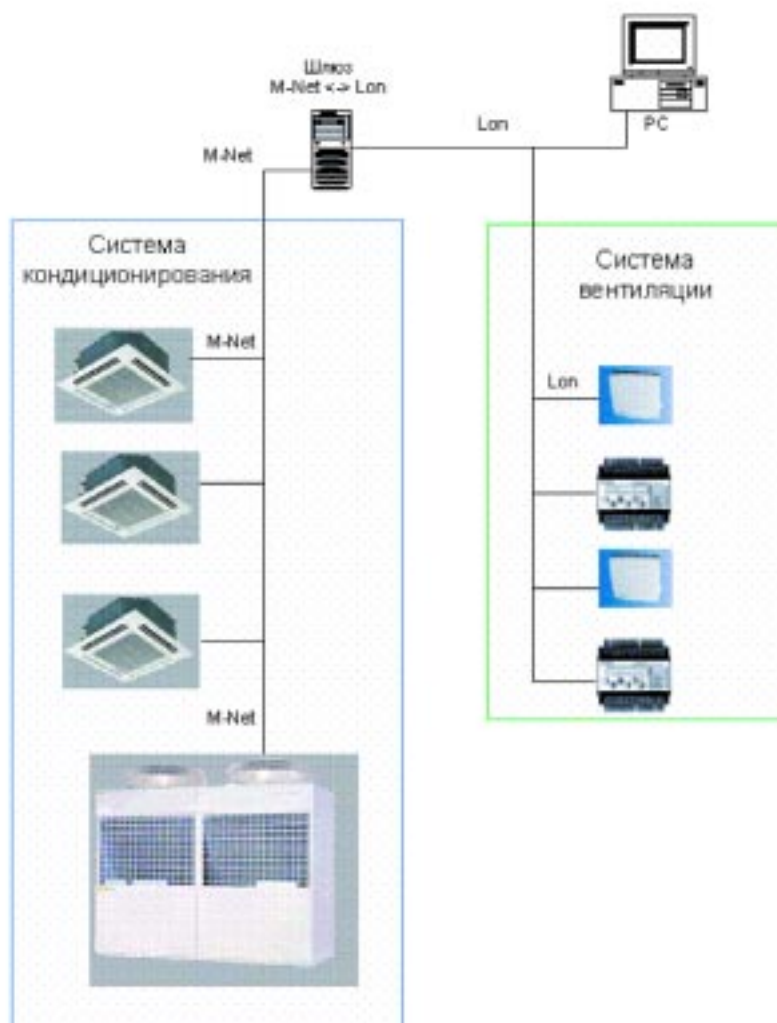 Шлюз
M-Net <-> Lon
Lon
PC
M-Net
Система
кондиционирования
Система
вентиляции
M-Net
Lon
M-Net